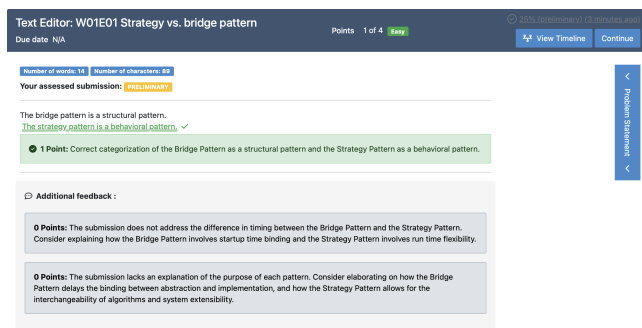 Text Editor: W01E01 Strategy vs. bridge pattern
Due date N/A
Points 1 of 4 Easy
25% (preliminary) (3 minutes ago)
View Timeline
Continue
Number of words: 14 Number of characters: 89
Your assessed submission: PRELIMINARY
The bridge pattern is a structural pattern.
The strategy pattern is a behavioral pattern.
1 Point: Correct categorization of the Bridge Pattern as a structural pattern and the Strategy Pattern as a behavioral pattern.
Additional feedback :
0 Points: The submission does not address the difference in timing between the Bridge Pattern and the Strategy Pattern.
Consider explaining how the Bridge Pattern involves startup time binding and the Strategy Pattern involves run time flexibility.
0 Points: The submission lacks an explanation of the purpose of each pattern. Consider elaborating on how the Bridge
Pattern delays the binding between abstraction and implementation, and how the Strategy Pattern allows for the
interchangeability of algorithms and system extensibility.
Problem Statement